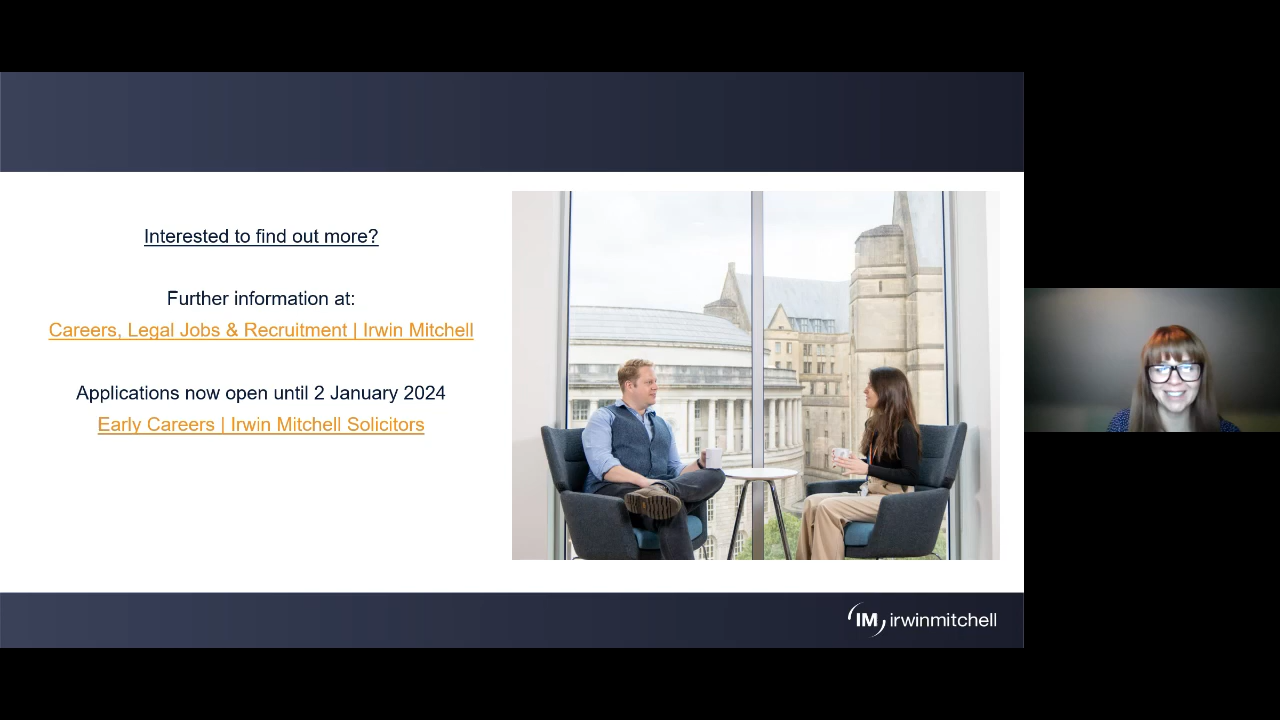 Interested to find out more?
Further information at:
Careers, Legal Jobs & Recruitment | Irwin Mitchell
Applications now open until 2 January 2024
Early Careers | Irwin Mitchell Solicitors
IM irwinmitchell